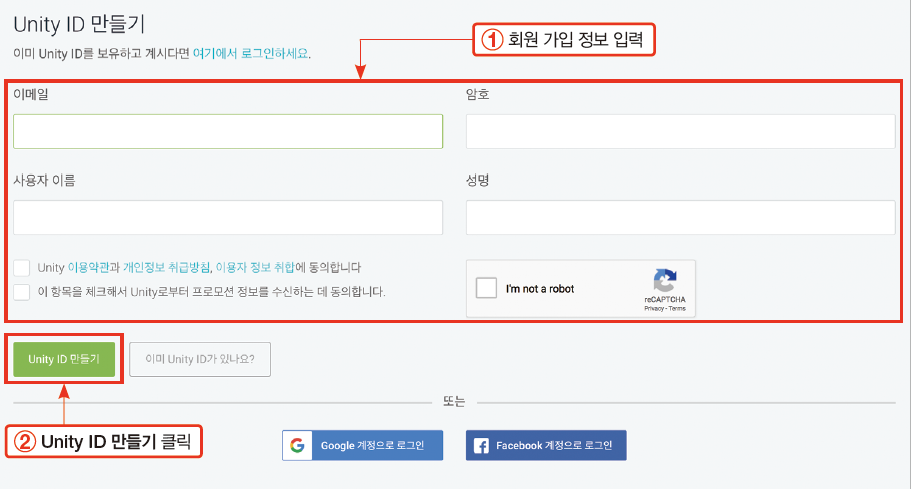 Unity ID 만들기
이미 Unity ID를 보유하고 계시다면 여기에서 로그인하세요.
① 회원 가입 정보 입력
이메일
암호
사용자 이름
성명
Unity 이용약관과 개인정보 취급방침, 이용자 정보 취합에 동의합니다
이 항목을 체크해서 Unity로부터 프로모션 정보를 수신하는 데 동의합니다.
I'm not a robot
reCAPTCHA
Privacy - Terms
Unity ID 만들기
이미 Unity ID가 있나요?
또는
② Unity ID 만들기 클릭
Google 계정으로 로그인
Facebook 계정으로 로그인